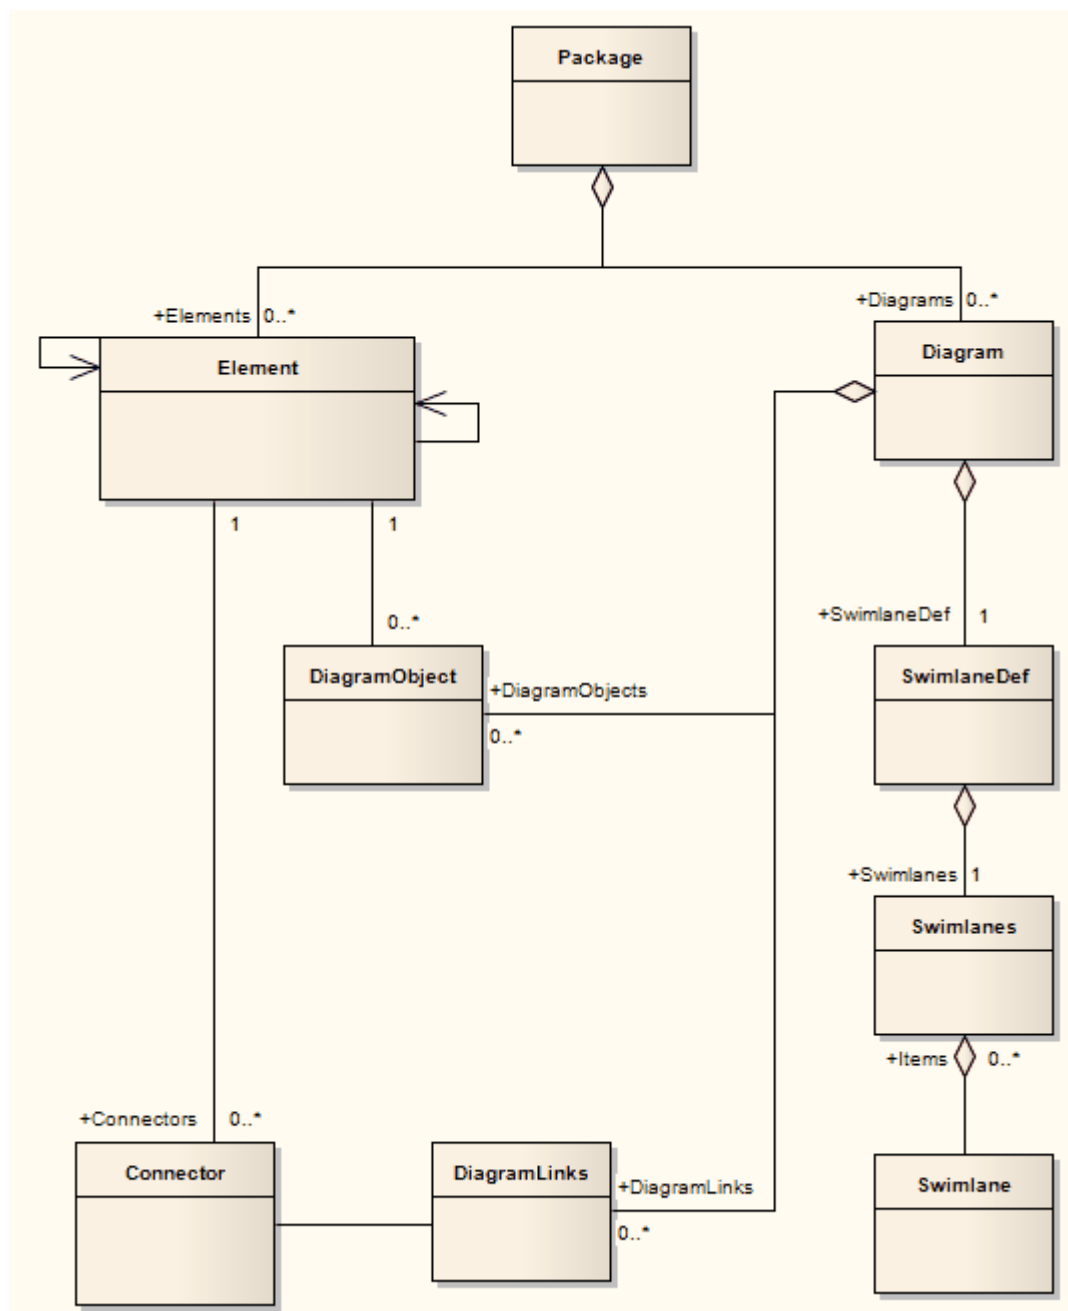 Package
+Elements 0..*
+Diagrams 0..*
Element
Diagram
1
1
+SwimlaneDef 1
0..*
DiagramObject
SwimlaneDef
+DiagramObjects
0..*
+Swimlanes 1
Swimlanes
+Items 0..*
+Connectors 0..*
Connector
DiagramLinks
+DiagramLinks
0..*
Swimlane